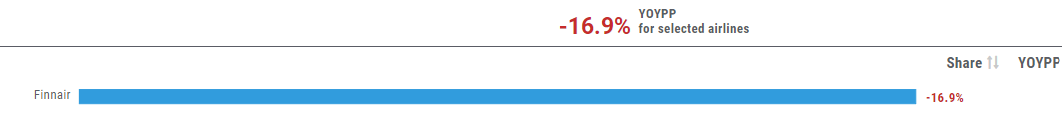 -16.9%
YOYPP
for selected airlines
Share YOYPP
Finnair -16.9%